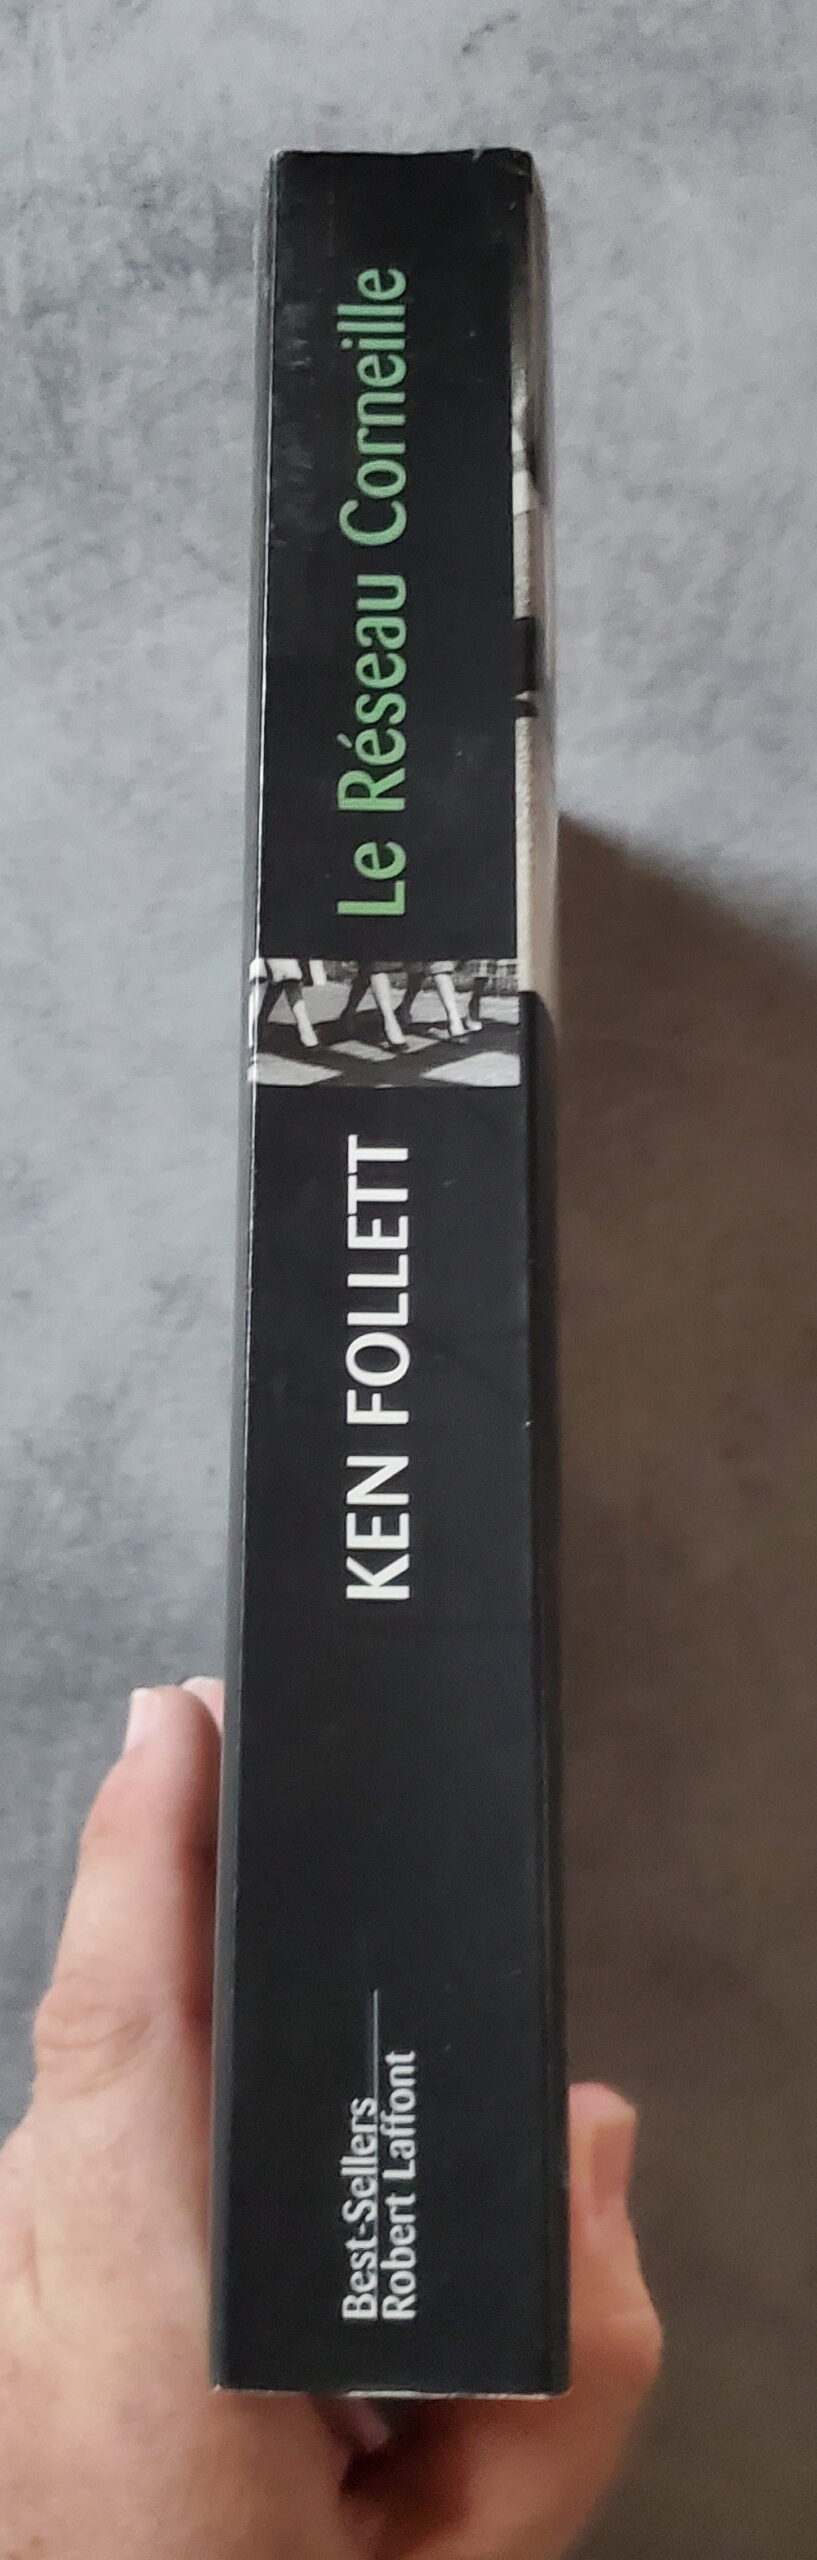 Le Réseau Corneille
KEN FOLLETT
Best-Sellers
Robert Laffont